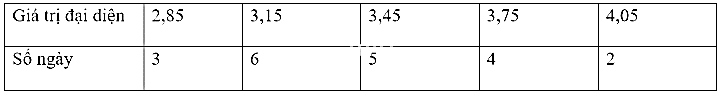 Giá trị đại diện 2,85 3,15 3,45 3,75 4,05
Số ngày 3 6 5 4 2